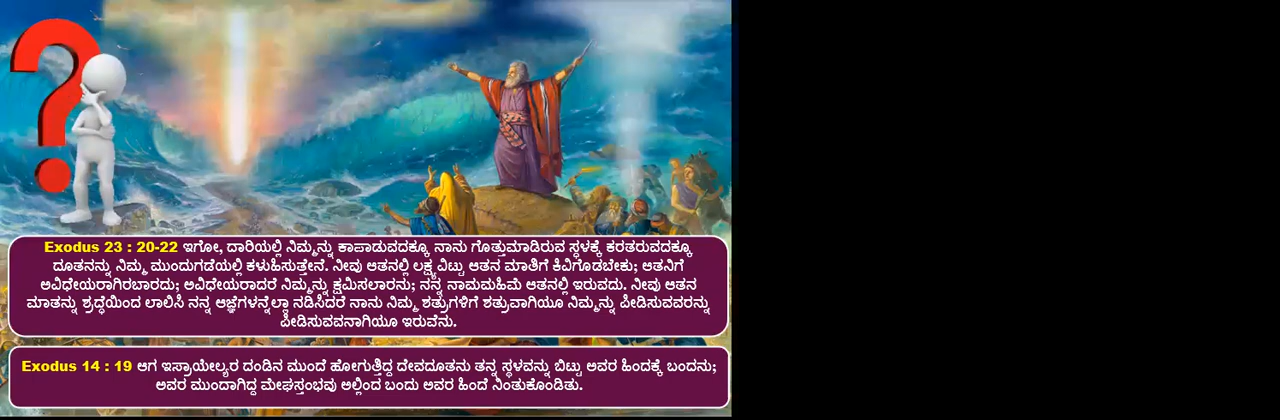 Exodus 23 : 20-22 ಇಗೋ, ದಾರಿಯಲ್ಲಿ ನಿಮ್ಮನ್ನು ಕಾಪಾಡುವದಕ್ಕೂ ನಾನು ಗೊತ್ತುಮಾಡಿರುವ ಸ್ಥಳಕ್ಕೆ ಕರತರುವದಕ್ಕೂ
ದೂತನನ್ನು ನಿಮ್ಮ ಮುಂದುಗಡೆಯಲ್ಲಿ ಕಳುಹಿಸುತ್ತೇನೆ. ನೀವು ಆತನಲ್ಲಿ ಲಕ್ಷ್ಯವಿಟ್ಟು ಆತನ ಮಾತಿಗೆ ಕಿವಿಗೊಡಬೇಕು; ಆತನಿಗೆ
ಅವಿಧೇಯರಾಗಿರಬಾರದು; ಅವಿಧೇಯರಾದರೆ ನಿಮ್ಮನ್ನು ಕ್ಷಮಿಸಲಾರನು; ನನ್ನ ನಾಮಮಹಿಮೆ ಆತನಲ್ಲಿ ಇರುವದು. ನೀವು ಆತನ
ಮಾತನ್ನು ಶ್ರದ್ಧೆಯಿಂದ ಲಾಲಿಸಿ ನನ್ನ ಆಜ್ಞೆಗಳನ್ನೆಲ್ಲಾ ನಡಿಸಿದರೆ ನಾನು ನಿಮ್ಮ ಶತ್ರುಗಳಿಗೆ ಶತ್ರುವಾಗಿಯೂ ನಿಮ್ಮನ್ನು ಪೀಡಿಸುವವರನ್ನು
ಪೀಡಿಸುವವನಾಗಿಯೂ ಇರುವೆನು.
Exodus 14 : 19 ಆಗ ಇಸ್ರಾಯೇಲ್ಯರ ದಂಡಿನ ಮುಂದೆ ಹೋಗುತ್ತಿದ್ದ ದೇವದೂತನು ತನ್ನ ಸ್ಥಳವನ್ನು ಬಿಟ್ಟು ಅವರ ಹಿಂದಕ್ಕೆ ಬಂದನು;
ಅವರ ಮುಂದಾಗಿದ್ದ ಮೇಘಸ್ತಂಭವು ಅಲ್ಲಿಂದ ಬಂದು ಅವರ ಹಿಂದೆ ನಿಂತುಕೊಂಡಿತು.